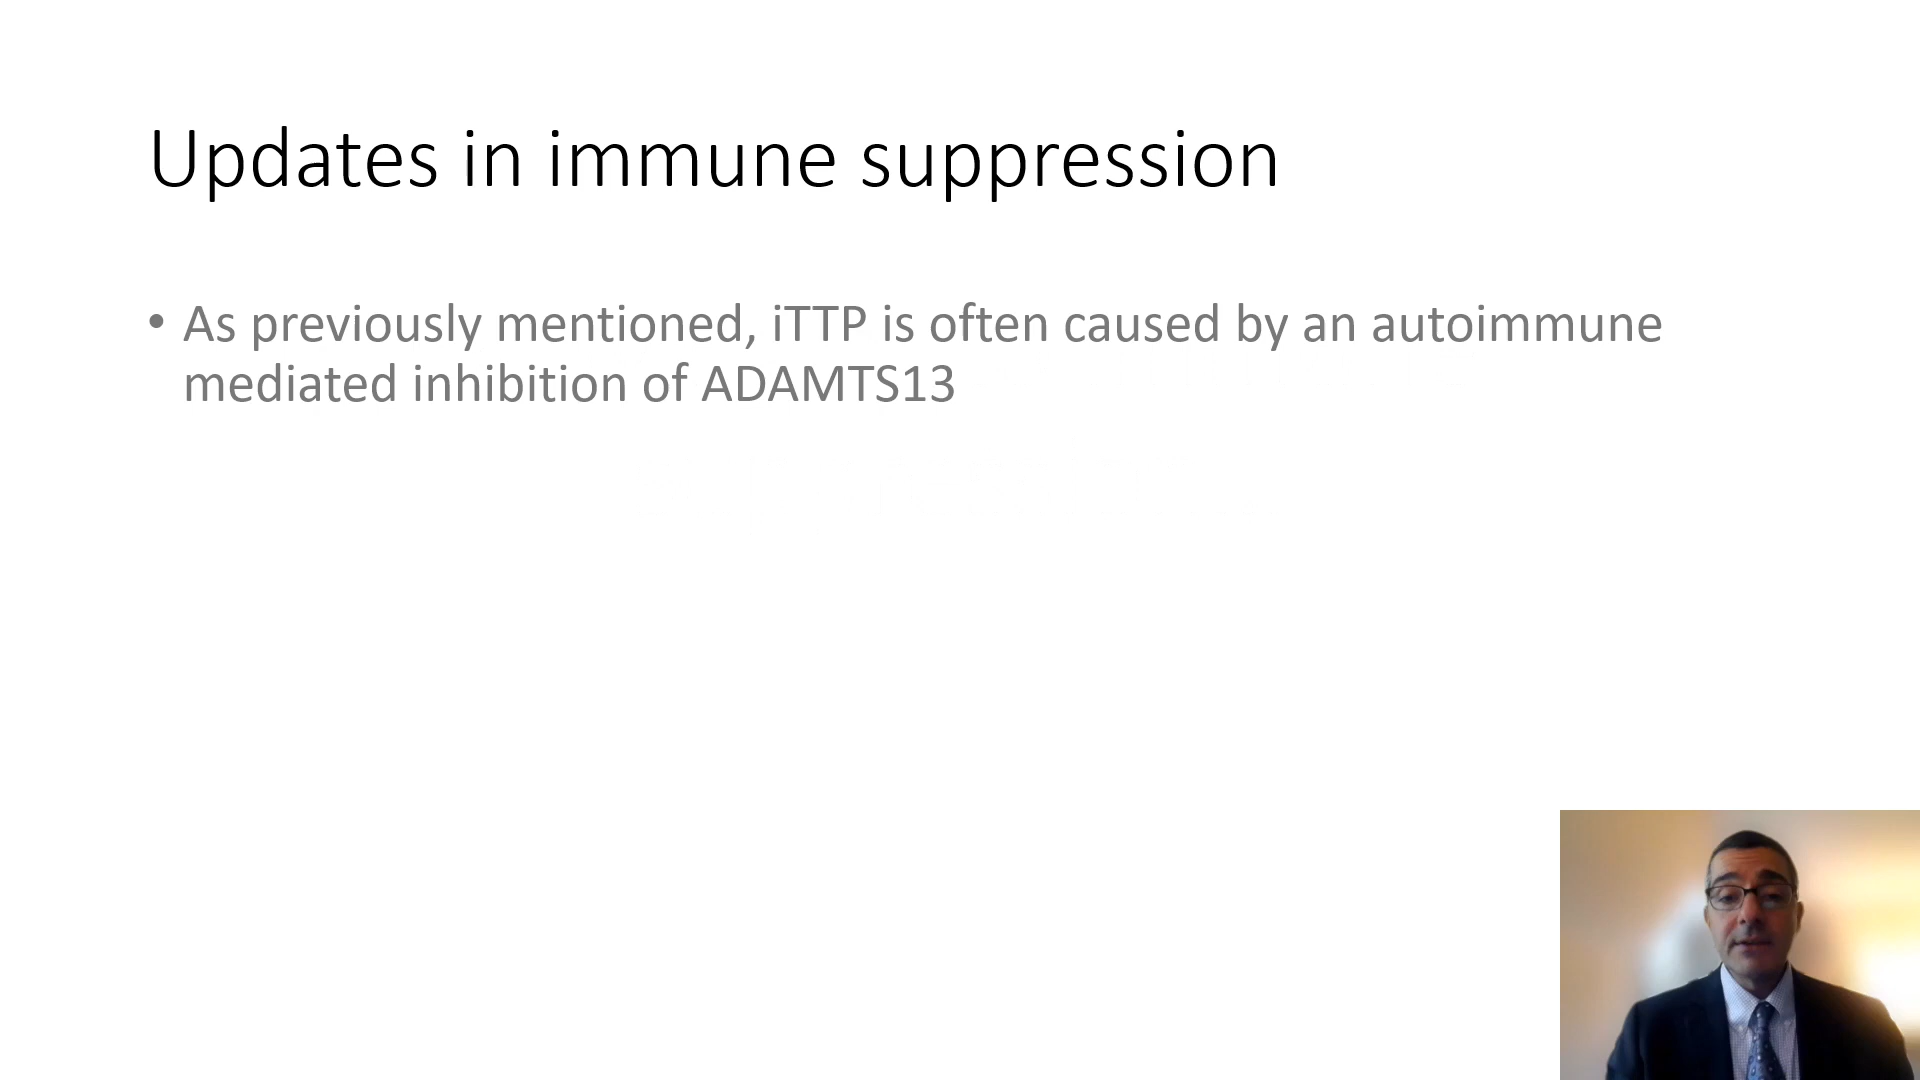 Updates in immune suppression
• As previously mentioned, iTTP is often caused by an autoimmune
mediated inhibition of ADAMTS13